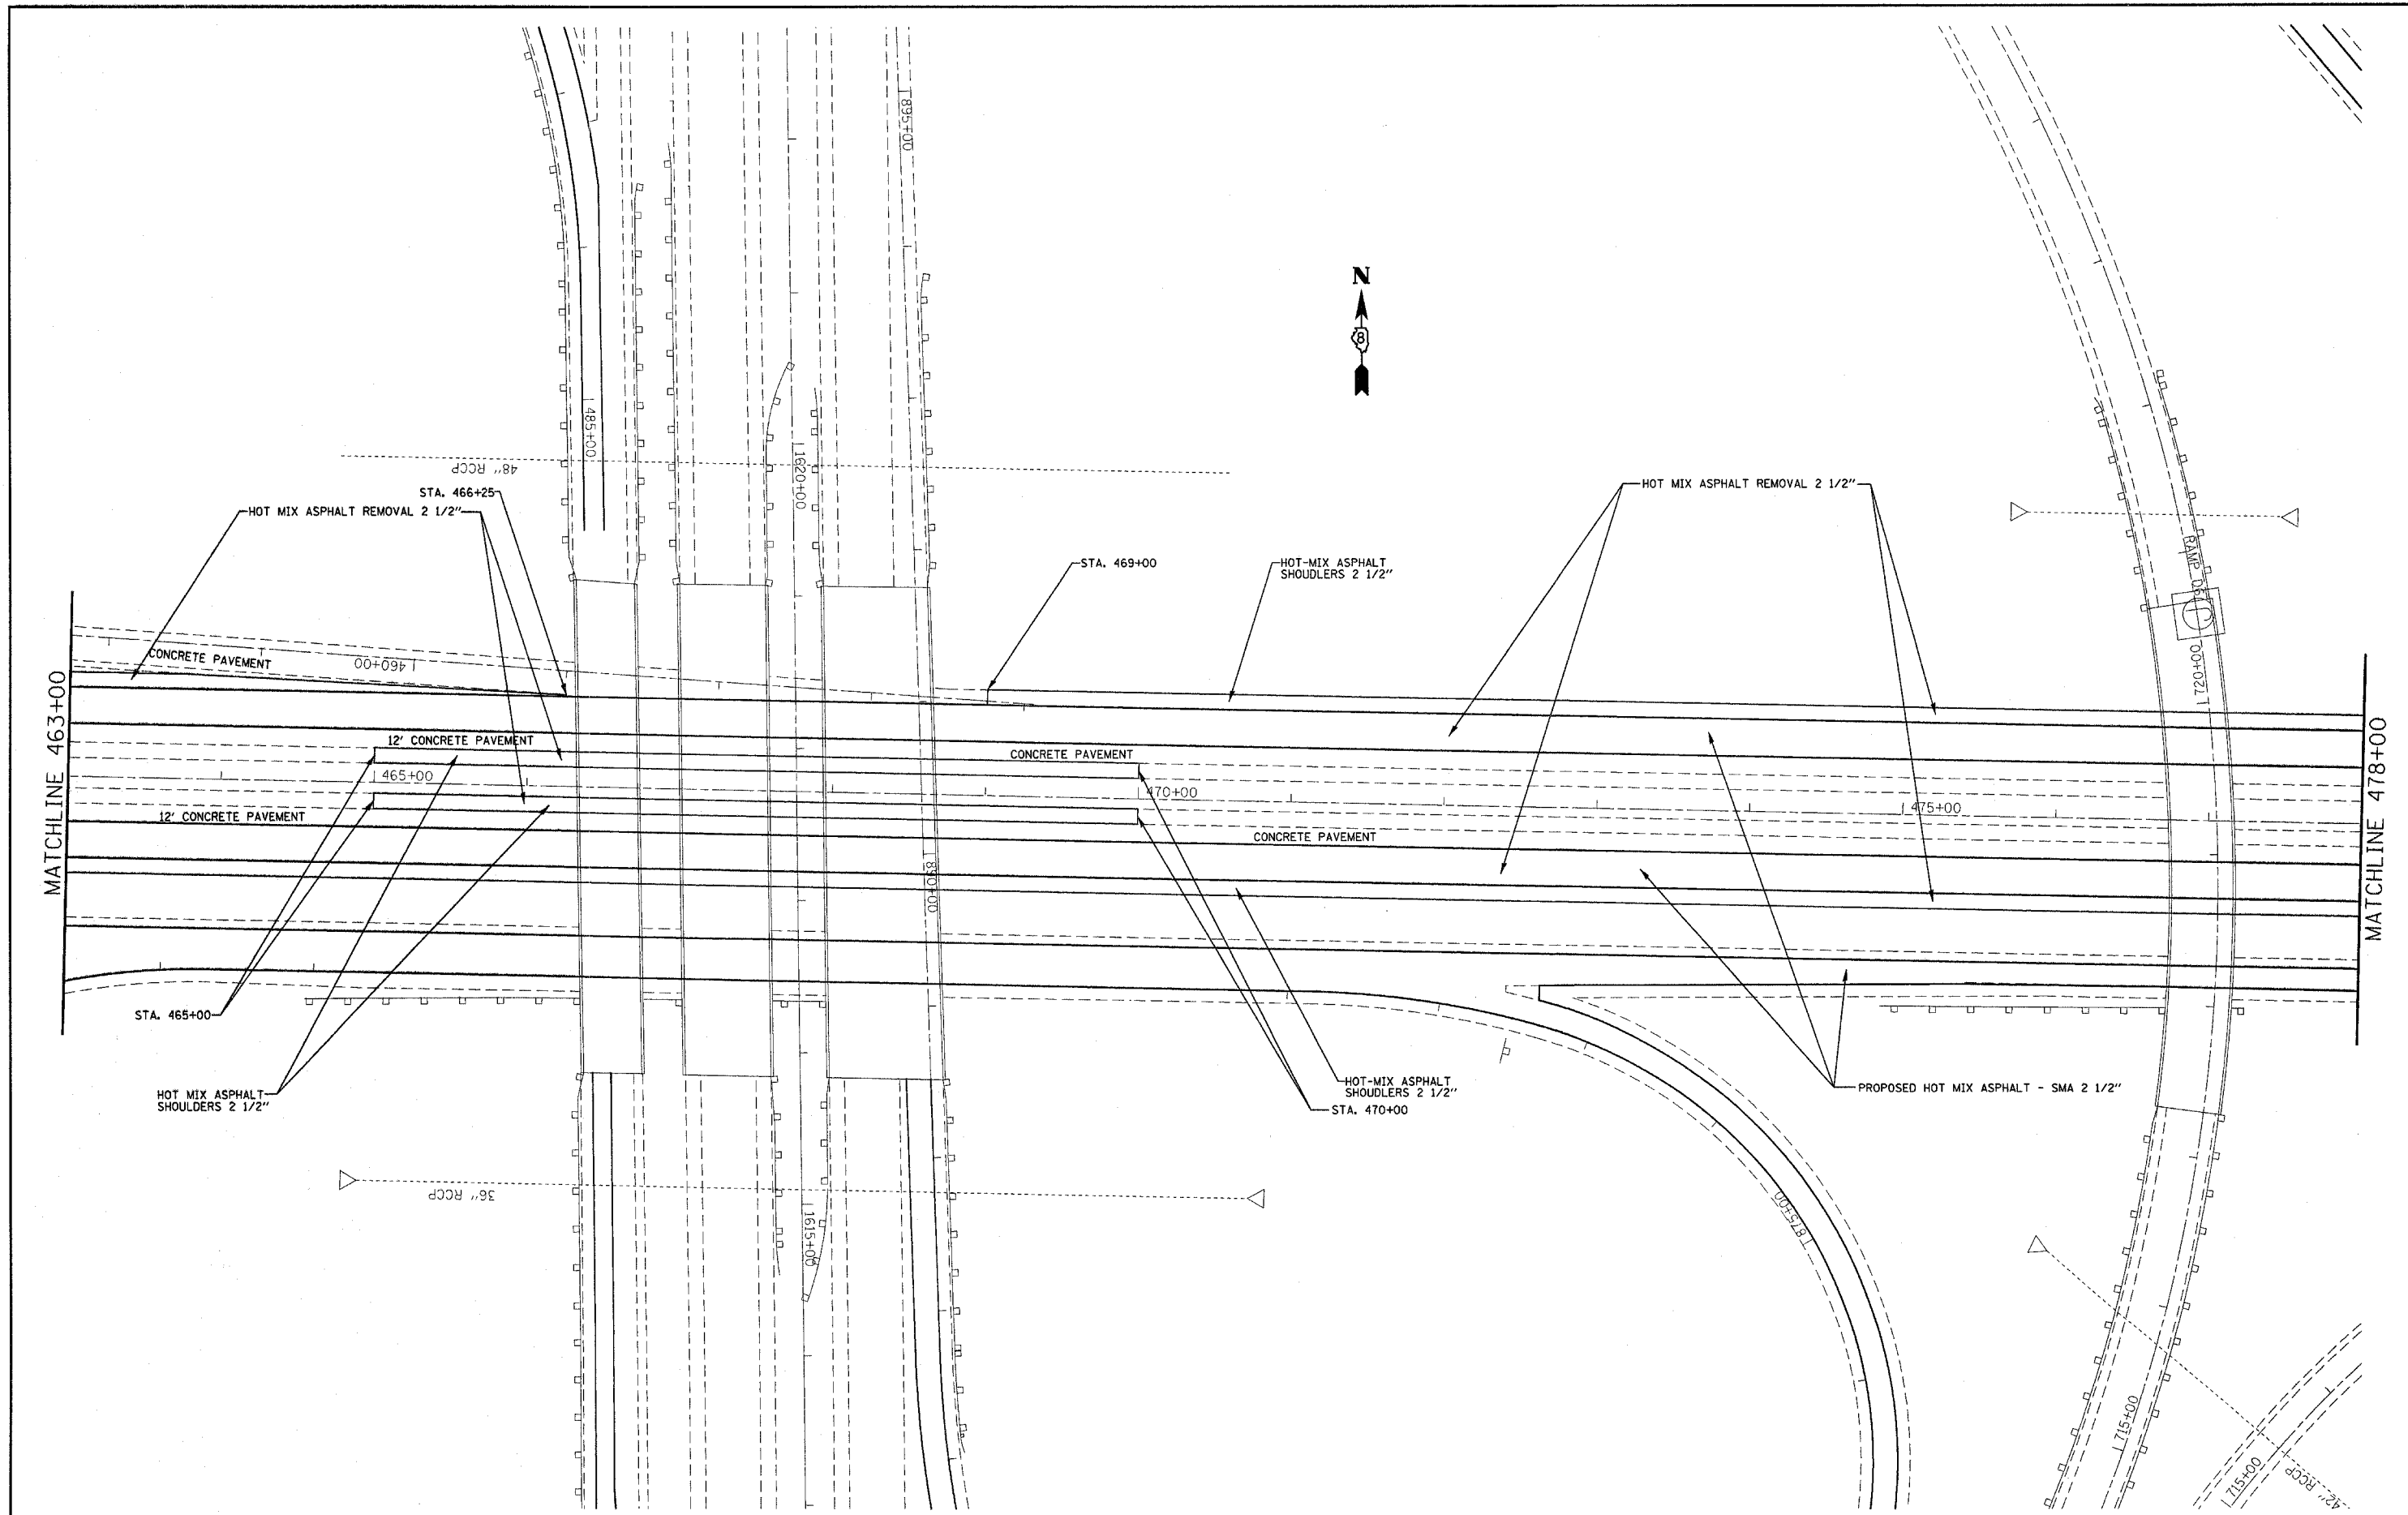 895+00
N
8
485+00
1620+00
48" RCCP
STA. 466+25
HOT MIX ASPHALT REMOVAL 2 1/2"
HOT MIX ASPHALT REMOVAL 2 1/2"
STA. 469+00
HOT-MIX ASPHALT
SHOUDLERS 2 1/2"
CONCRETE PAVEMENT
460+00
MATCHLINE 463+00
12' CONCRETE PAVEMENT
CONCRETE PAVEMENT
465+00
470+00
475+00
720+00
MATCHLINE 478+00
12' CONCRETE PAVEMENT
CONCRETE PAVEMENT
890+00
STA. 465+00
HOT MIX ASPHALT
SHOULDERS 2 1/2"
HOT-MIX ASPHALT
SHOUDLERS 2 1/2"
STA. 470+00
PROPOSED HOT MIX ASPHALT - SMA 2 1/2"
36" RCCP
1615+00
875+00
715+00
715+00
42" RCCP